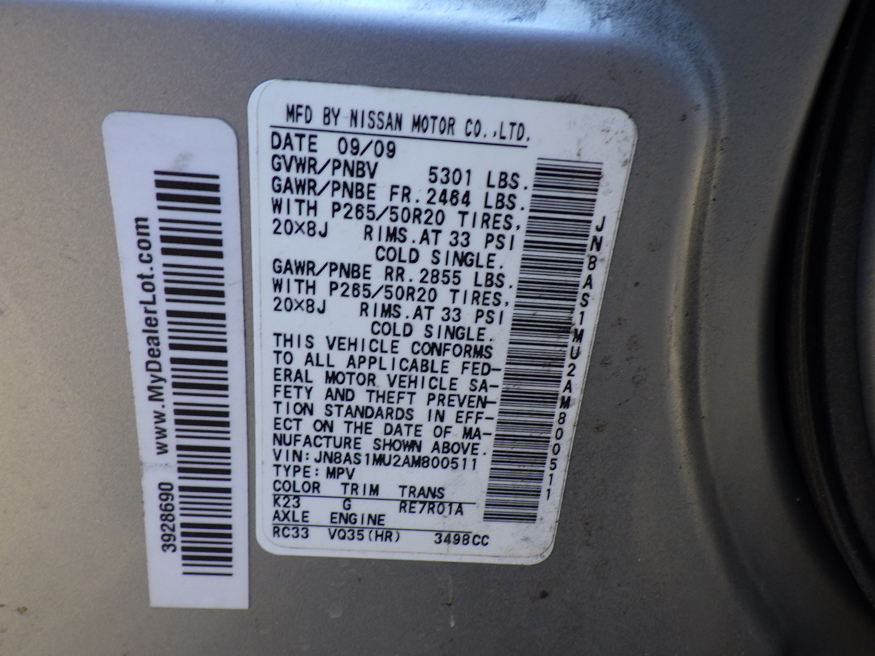 www.MyDealerLot.com
3928690
MFD BY NISSAN MOTOR CO.,LTD.
DATE 09/09
GVWR/PNBV 5301 LBS.
GAWR/PNBE FR. 2464 LBS.
WITH P265/50R20 TIRES,
20×8J RIMS. AT 33 PSI
COLD SINGLE.
GAWR/PNBE RR. 2855 LBS.
WITH P265/50R20 TIRES,
20×8J RIMS. AT 33 PSI
COLD SINGLE.
THIS VEHICLE CONFORMS
TO ALL APPLICABLE FED-
ERAL MOTOR VEHICLE SA-
FETY AND THEFT PREVEN-
TION STANDARDS IN EFF-
ECT ON THE DATE OF MA-
NUFACTURE SHOWN ABOVE.
VIN: JN8AS1MU2AM800511
TYPE: MPV
COLOR TRIM TRANS
K23 G RE7R01A
AXLE ENGINE
RC33 VQ35(HR) 3498CC
JN8AS1MU2AM800511